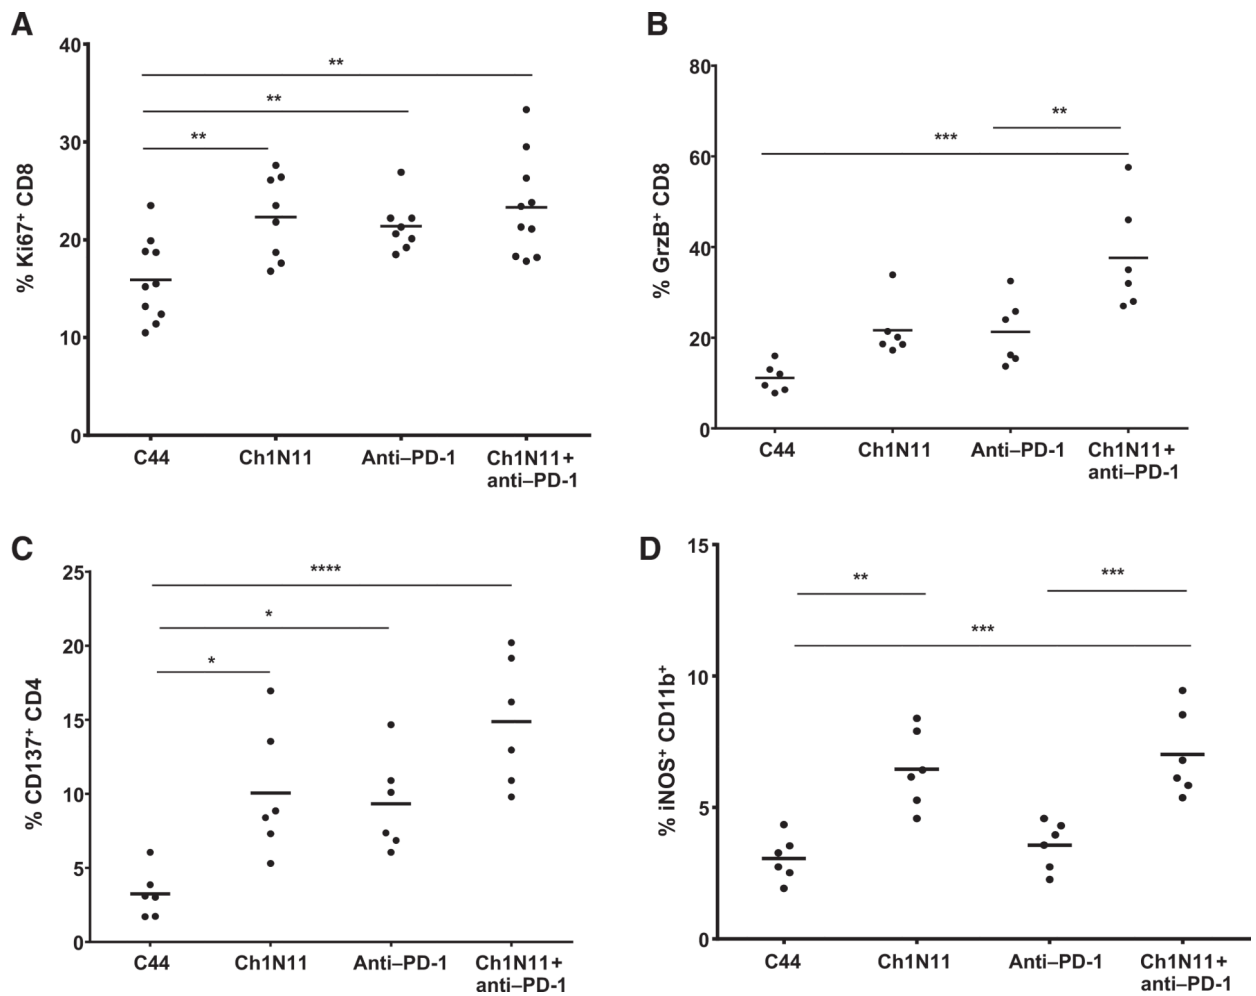 A
% Ki67⁺ CD8
40
30
20
10
0
**
**
**
C44
Ch1N11
Anti–PD-1
Ch1N11+
anti–PD-1
B
% GrzB⁺ CD8
80
60
40
20
0
**
***
C44
Ch1N11
Anti–PD-1
Ch1N11+
anti–PD-1
C
% CD137⁺ CD4
25
20
15
10
5
0
****
*
*
C44
Ch1N11
Anti–PD-1
Ch1N11+
anti–PD-1
D
% iNOS⁺ CD11b⁺
15
10
5
0
**
***
***
C44
Ch1N11
Anti–PD-1
Ch1N11+
anti–PD-1